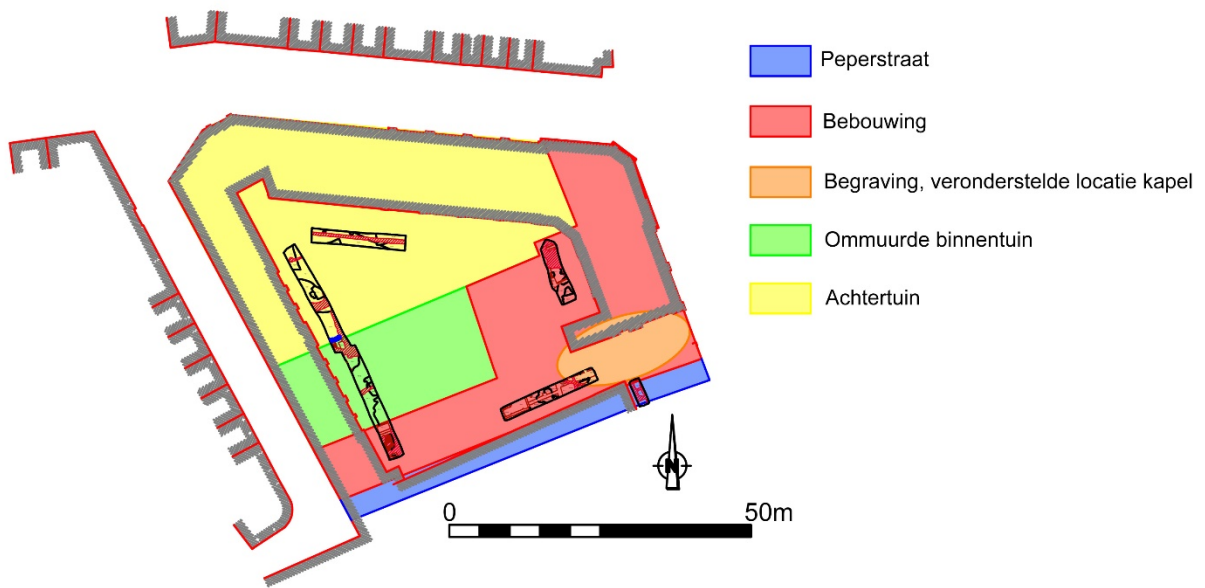 Peperstraat
Bebouwing
Begraving, veronderstelde locatie kapel
Ommuurde binnentuin
Achtertuin
N
0 50m